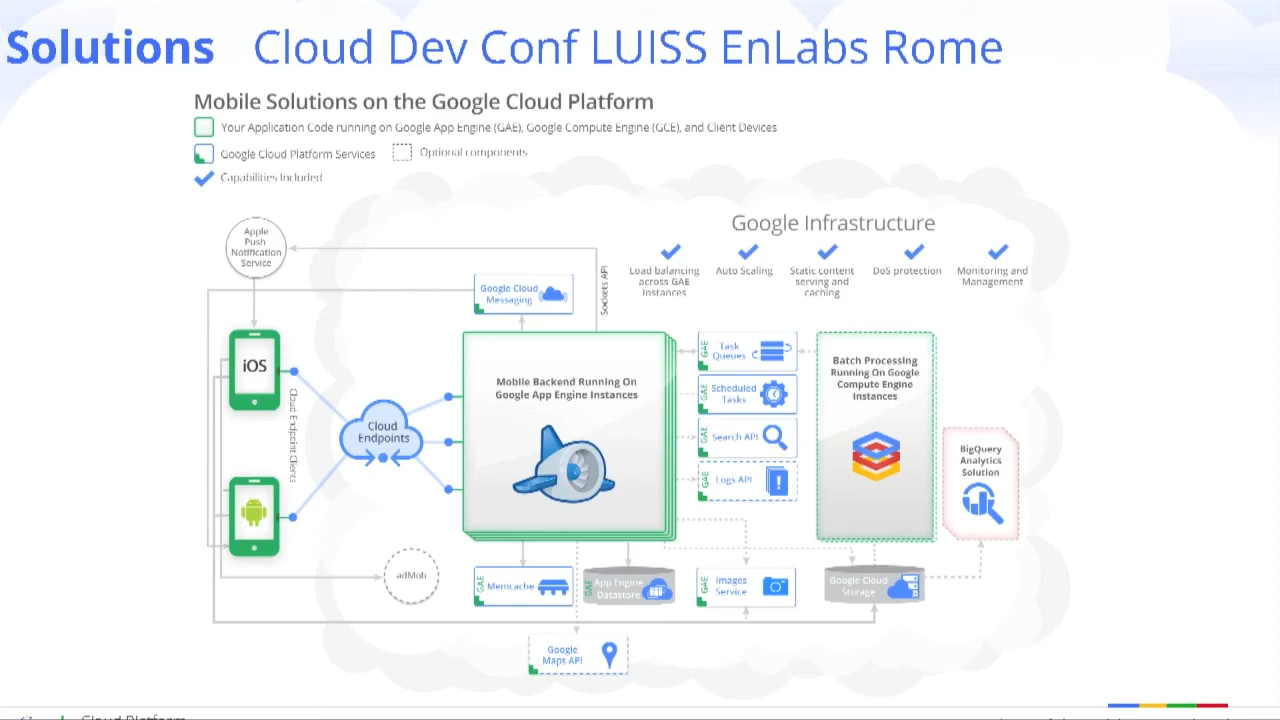 Solutions Cloud Dev Conf LUISS EnLabs Rome
Mobile Solutions on the Google Cloud Platform
Your Application Code running on Google App Engine (GAE), Google Compute Engine (GCE), and Client Devices
Google Cloud Platform Services
Optional components
Capabilities Included
Google Infrastructure
Load balancing
across GAE
Instances
Auto Scaling
Static content
serving and
caching
DoS protection
Monitoring and
Management
Apple
Push
Notification
Service
Google Cloud
Messaging
Sockets API
iOS
Cloud Endpoint Clients
Cloud
Endpoints
Mobile Backend Running On
Google App Engine Instances
GAE
Task
Queues
GAE
Scheduled
Tasks
GAE
Search API
GAE
Logs API
Batch Processing
Running On Google
Compute Engine
Instances
BigQuery
Analytics
Solution
adMob
GAE
Memcache
GAE
App Engine
Datastore
GAE
Images
Service
Google Cloud
Storage
Google
Maps API
Cloud Platform